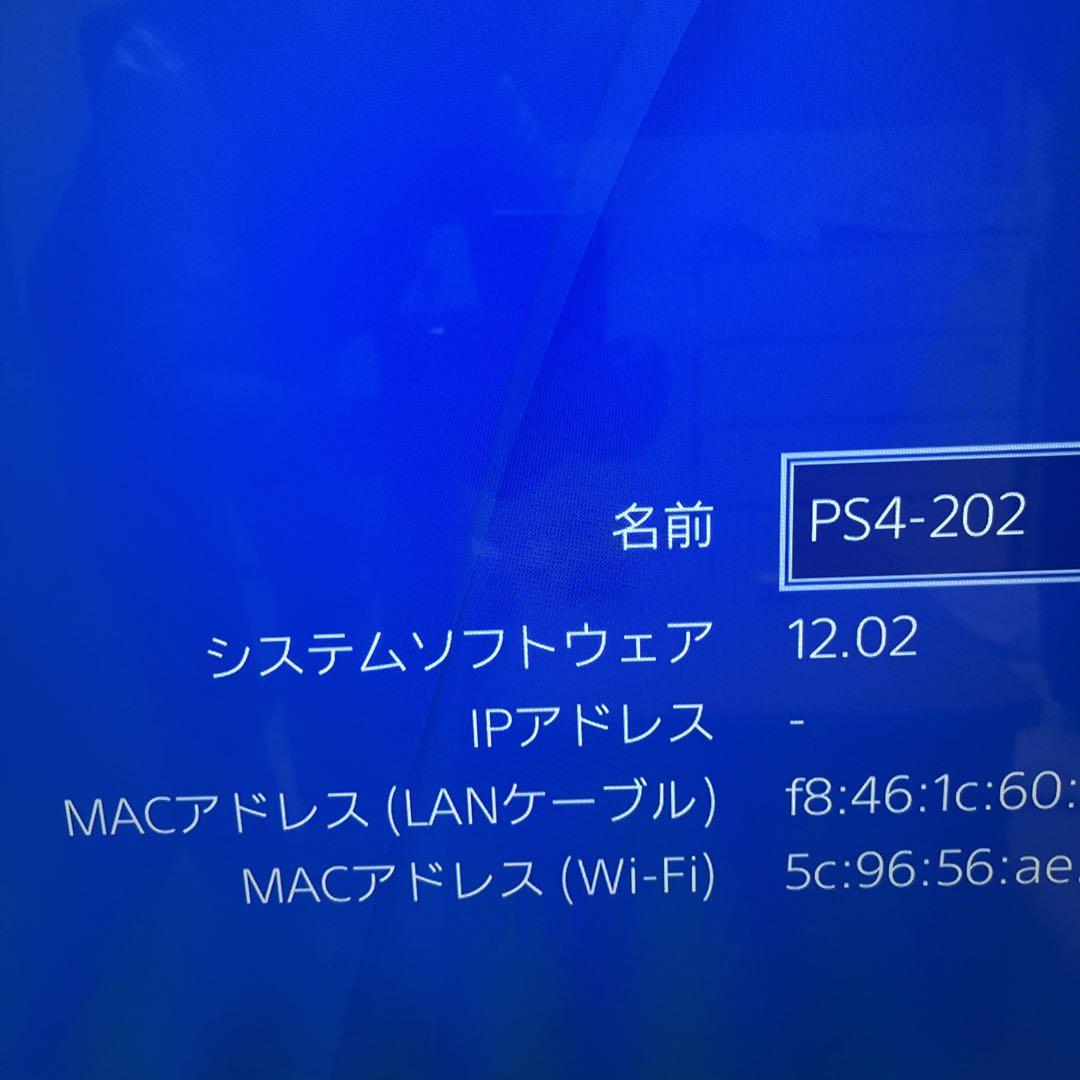 名前 PS4-202
システムソフトウェア 12.02
IPアドレス -
MACアドレス (LANケーブル) f8:46:1c:60:
MACアドレス (Wi-Fi) 5c:96:56:ae: